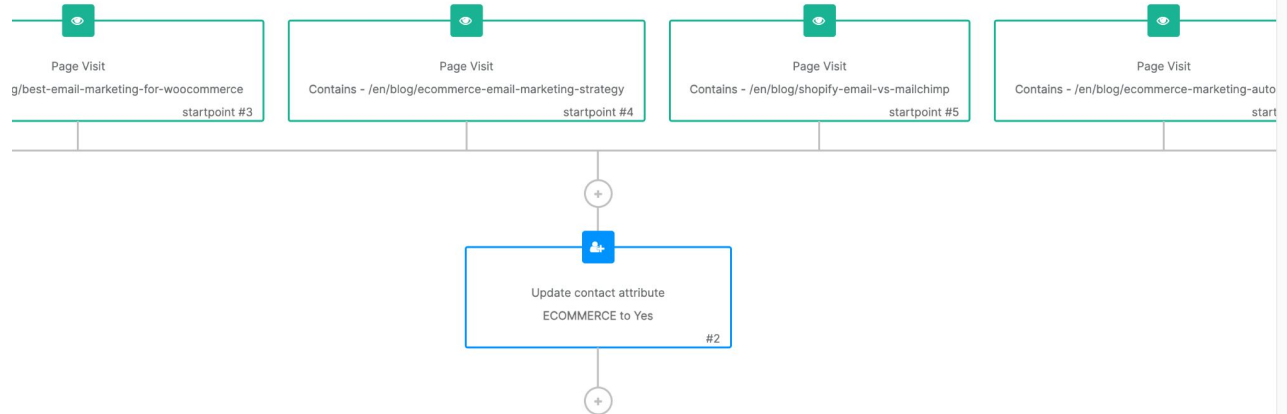 Page Visit
g/best-email-marketing-for-woocommerce
startpoint #3
Page Visit
Contains - /en/blog/ecommerce-email-marketing-strategy
startpoint #4
Page Visit
Contains - /en/blog/shopify-email-vs-mailchimp
startpoint #5
Page Visit
Contains - /en/blog/ecommerce-marketing-auto
start
Update contact attribute
ECOMMERCE to Yes
#2